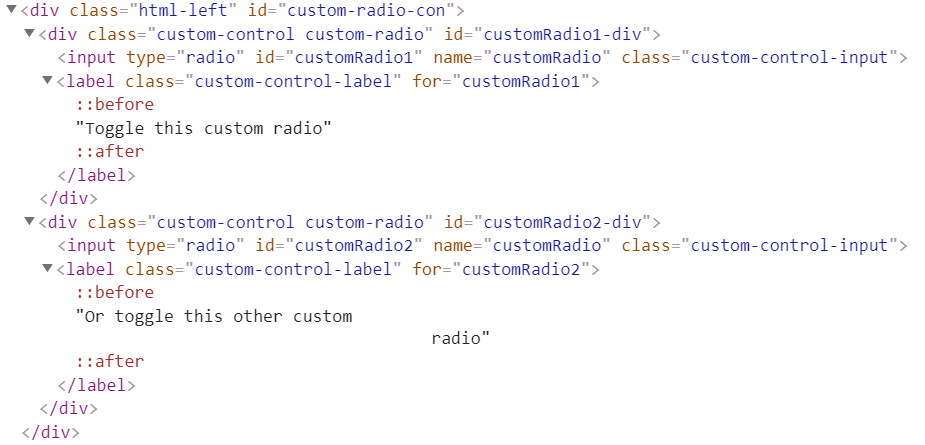 <div class="html-left" id="custom-radio-con">
<div class="custom-control custom-radio" id="customRadio1-div">
<input type="radio" id="customRadio1" name="customRadio" class="custom-control-input">
<label class="custom-control-label" for="customRadio1">
::before
"Toggle this custom radio"
::after
</label>
</div>
<div class="custom-control custom-radio" id="customRadio2-div">
<input type="radio" id="customRadio2" name="customRadio" class="custom-control-input">
<label class="custom-control-label" for="customRadio2">
::before
"Or toggle this other custom
radio"
::after
</label>
</div>
</div>